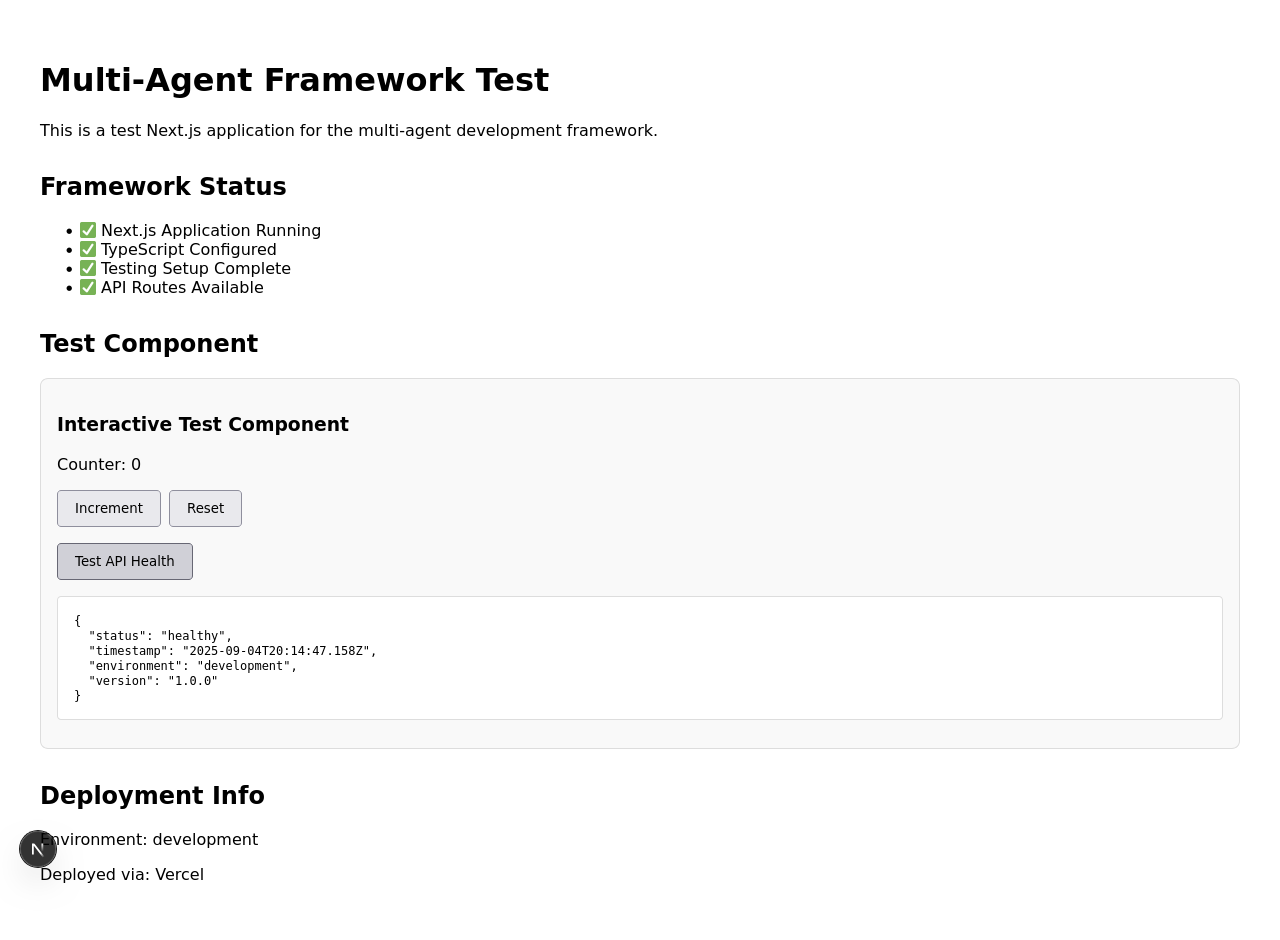 Multi-Agent Framework Test
This is a test Next.js application for the multi-agent development framework.
Framework Status
• ✅ Next.js Application Running
• ✅ TypeScript Configured
• ✅ Testing Setup Complete
• ✅ API Routes Available
Test Component
Interactive Test Component
Counter: 0
Increment Reset
Test API Health
{
  "status": "healthy",
  "timestamp": "2025-09-04T20:14:47.158Z",
  "environment": "development",
  "version": "1.0.0"
}
Deployment Info
Environment: development
N
Deployed via: Vercel